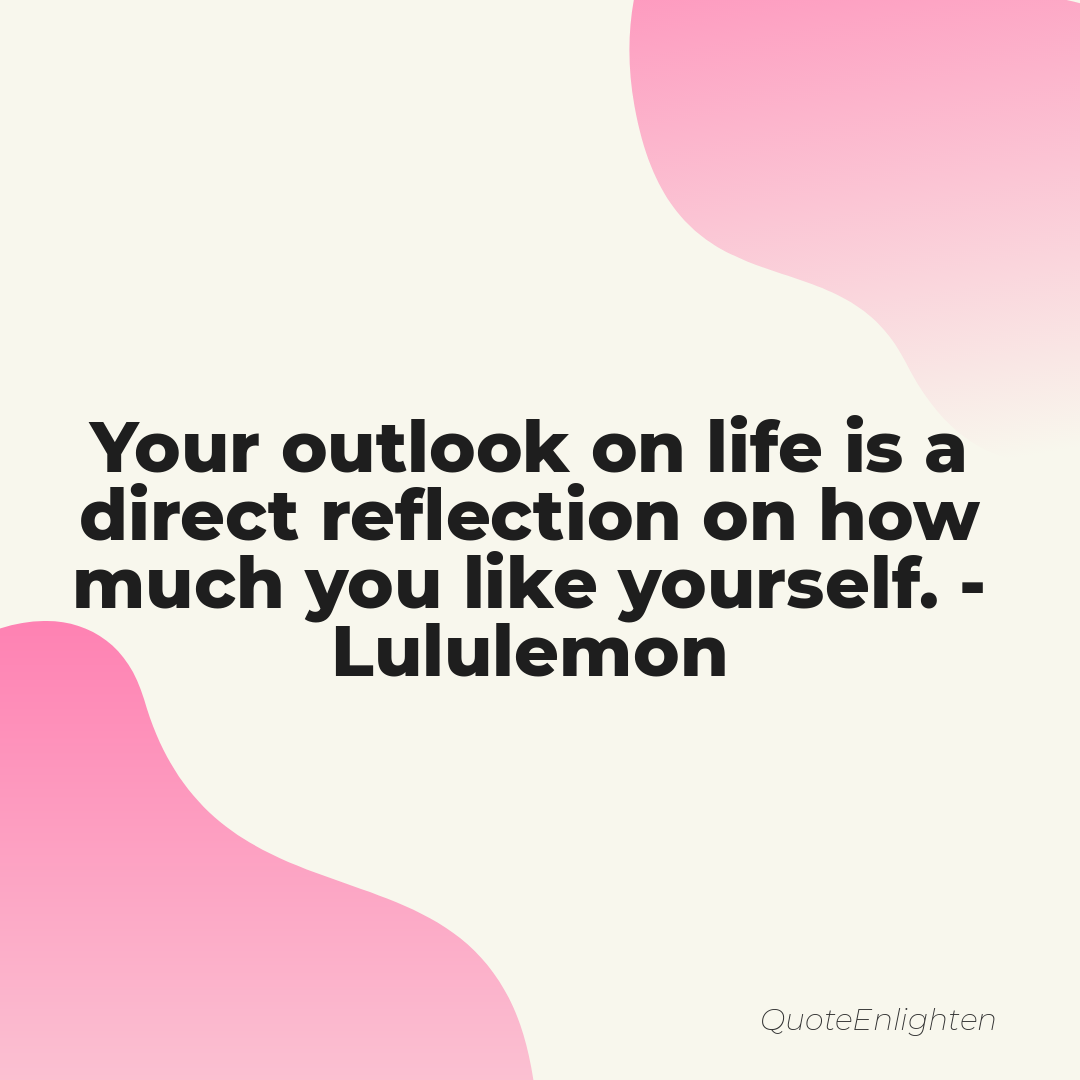 Your outlook on life is a
direct reflection on how
much you like yourself. -
Lululemon
QuoteEnlighten